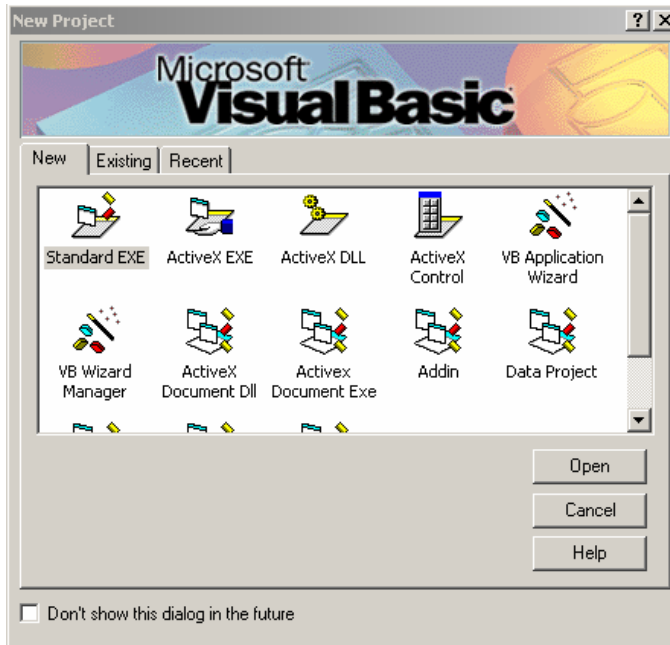 New Project
Microsoft
Visual Basic
New Existing Recent
Standard EXE ActiveX EXE ActiveX DLL ActiveX Control VB Application Wizard
VB Wizard Manager ActiveX Document Dll Activex Document Exe Addin Data Project
Open
Cancel
Help
Don't show this dialog in the future